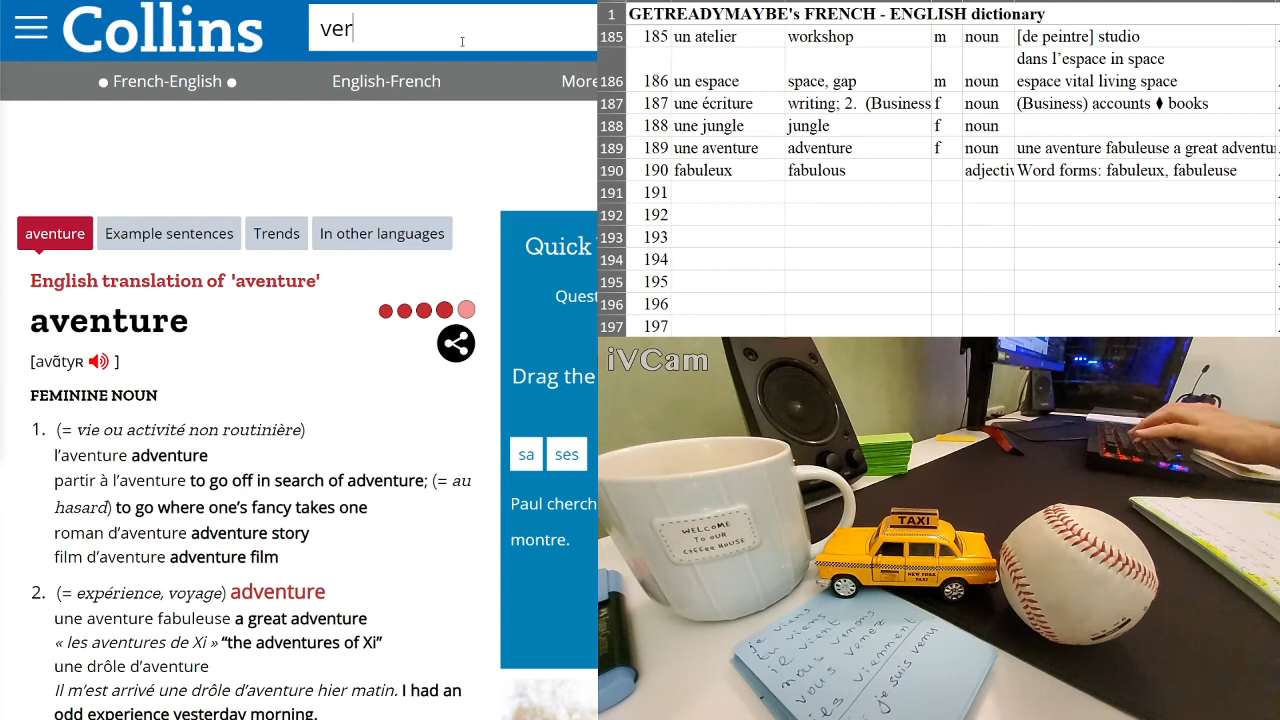 Collins
ver
French-English
English-French
More
aventure
Example sentences
Trends
In other languages
English translation of 'aventure'
aventure
[avɑ̃tyʀ ]
FEMININE NOUN
1. (= vie ou activité non routinière)
l'aventure adventure
partir à l'aventure to go off in search of adventure; (= au
hasard) to go where one's fancy takes one
roman d'aventure adventure story
film d'aventure adventure film
2. (= expérience, voyage) adventure
une aventure fabuleuse a great adventure
« les aventures de Xi » "the adventures of Xi"
une drôle d'aventure
Il m'est arrivé une drôle d'aventure hier matin. I had an
odd experience yesterday morning.
Quick
Quest
Drag the
sa
ses
Paul cherch
montre.
1 GETREADYMAYBE's FRENCH - ENGLISH dictionary
185 185 un atelier workshop m noun [de peintre] studio
dans l'espace in space
186 186 un espace space, gap m noun espace vital living space
187 187 une écriture writing; 2. (Business f noun (Business) accounts ♦ books
188 188 une jungle jungle f noun
189 189 une aventure adventure f noun une aventure fabuleuse a great adventu
190 190 fabuleux fabulous adjectiv Word forms: fabuleux, fabuleuse
191 191
192 192
193 193
194 194
195 195
196 196
197 197
iVCam
WELCOME
TO OUR
COFFEE HOUSE
TAXI
NEW YORK
TAXI
je viens
tu viens
il vient
nous venons
vous venez
ils viennent
je suis venu